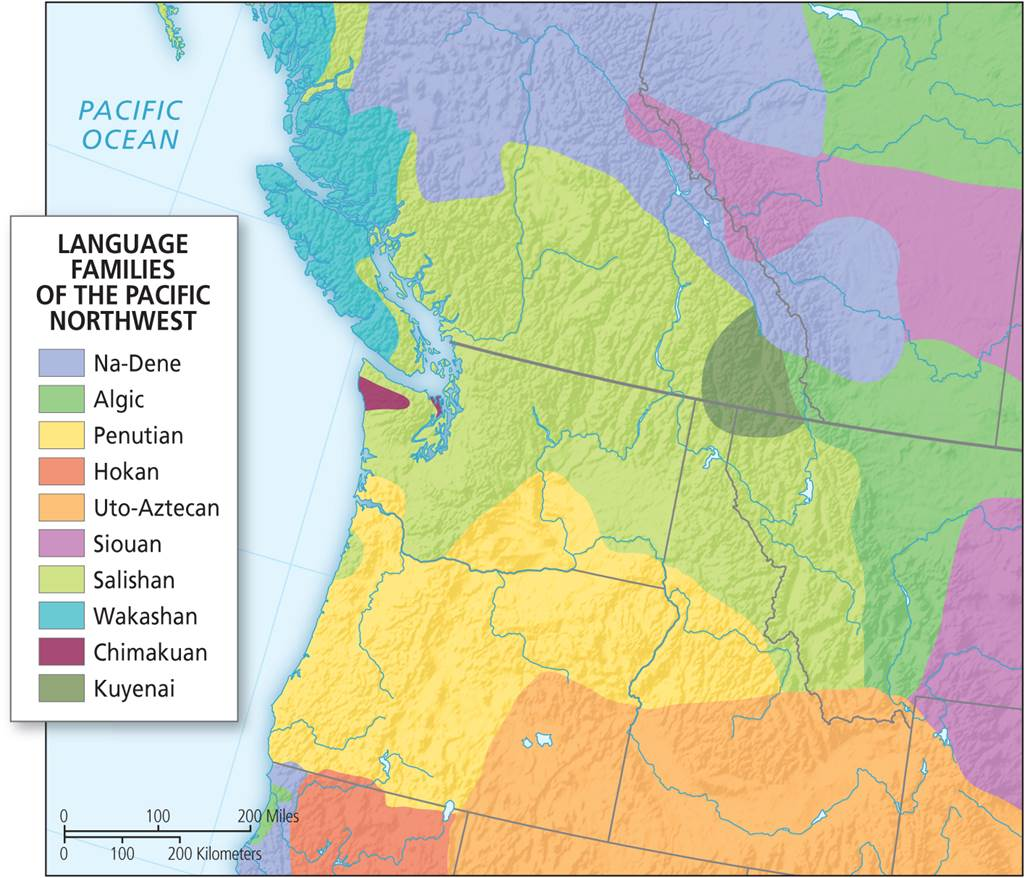 PACIFIC
OCEAN
LANGUAGE
FAMILIES
OF THE PACIFIC
NORTHWEST
Na-Dene
Algic
Penutian
Hokan
Uto-Aztecan
Siouan
Salishan
Wakashan
Chimakuan
Kuyenai
0 100 200 Miles
0 100 200 Kilometers